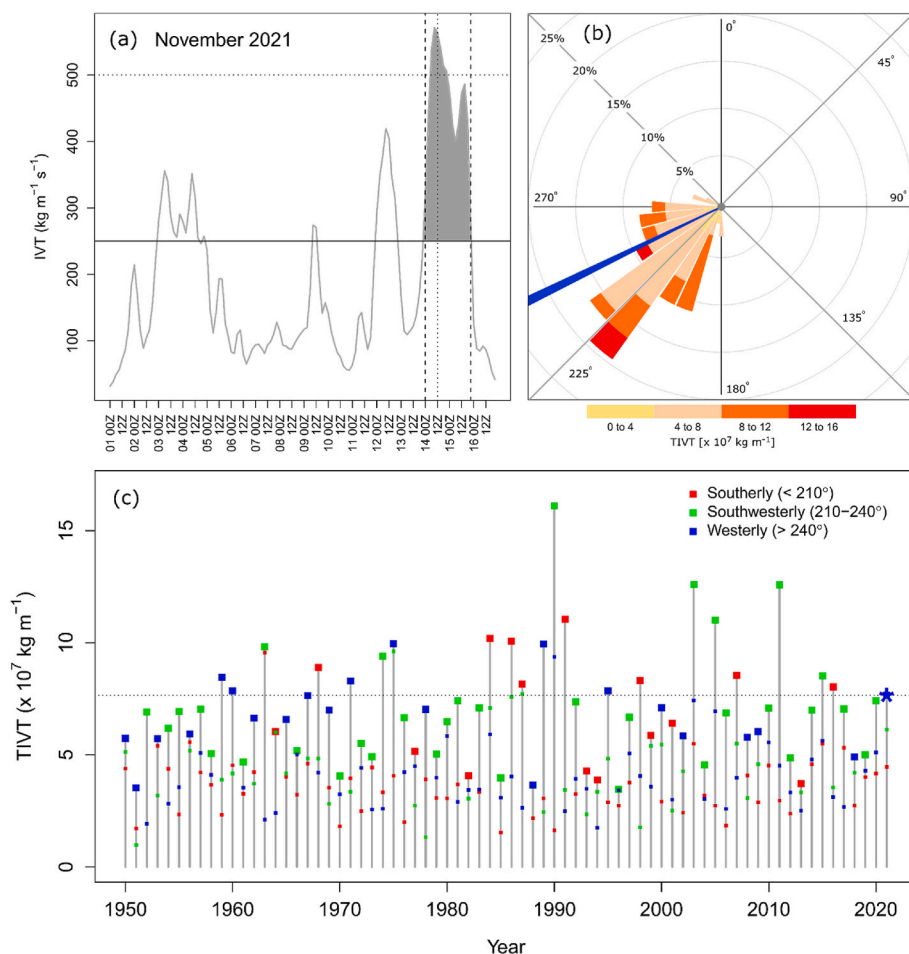 (a) November 2021
IVT (kg m⁻¹ s⁻¹)
500
400
300
200
100
01 00Z
12Z
02 00Z
12Z
03 00Z
12Z
04 00Z
12Z
05 00Z
12Z
06 00Z
12Z
07 00Z
12Z
08 00Z
12Z
09 00Z
12Z
10 00Z
12Z
11 00Z
12Z
12 00Z
12Z
13 00Z
12Z
14 00Z
12Z
15 00Z
12Z
16 00Z
12Z
(b)
25%
20%
15%
10%
5%
0°
45°
90°
135°
180°
225°
270°
0 to 4 4 to 8 8 to 12 12 to 16
TIVT [x 10⁷ kg m⁻¹]
(c)
Southerly (< 210°)
Southwesterly (210−240°)
Westerly (> 240°)
TIVT (x 10⁷ kg m⁻¹)
15
10
5
0
1950 1960 1970 1980 1990 2000 2010 2020
Year